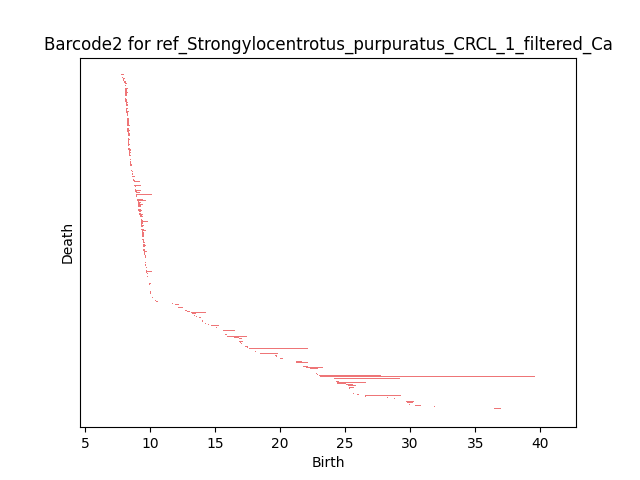 Barcode2 for ref_Strongylocentrotus_purpuratus_CRCL_1_filtered_Ca
Death
5 10 15 20 25 30 35 40
Birth